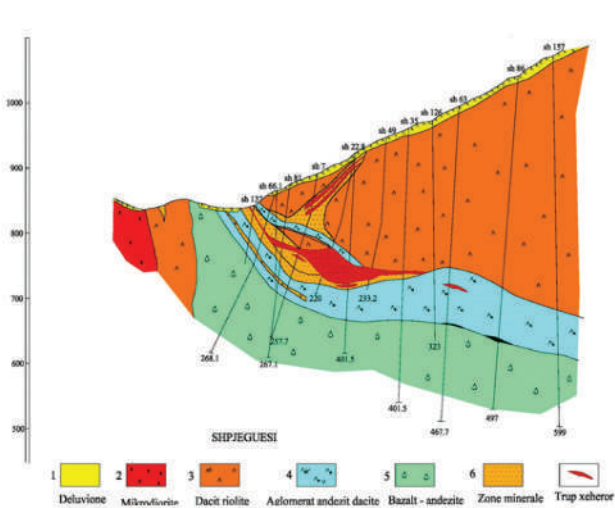 sh 157
sh 86
1000
sh 63
sh 126
sh 35
sh 49
900
sh 22.8
sh 7
sh 81
sh 66.1
sh 137
800
700
220
233.2
257.7
323
268.1
267.1
401.5
600
401.5
497
467.7
599
500
SHPJEGUESI
1
2
3
4
5
6
Deluvione
Mikrodiorite
Dacit riolite
Aglomerat andezit dacite
Bazalt - andezite
Zone minerale
Trup xeheror